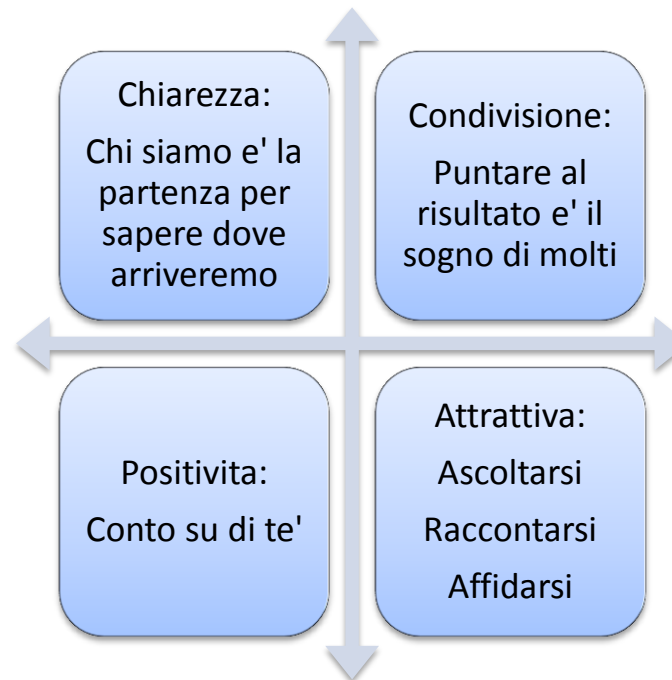 Chiarezza:
Chi siamo e' la
partenza per
sapere dove
arriveremo
Condivisione:
Puntare al
risultato e' il
sogno di molti
Positivita:
Conto su di te'
Attrattiva:
Ascoltarsi
Raccontarsi
Affidarsi